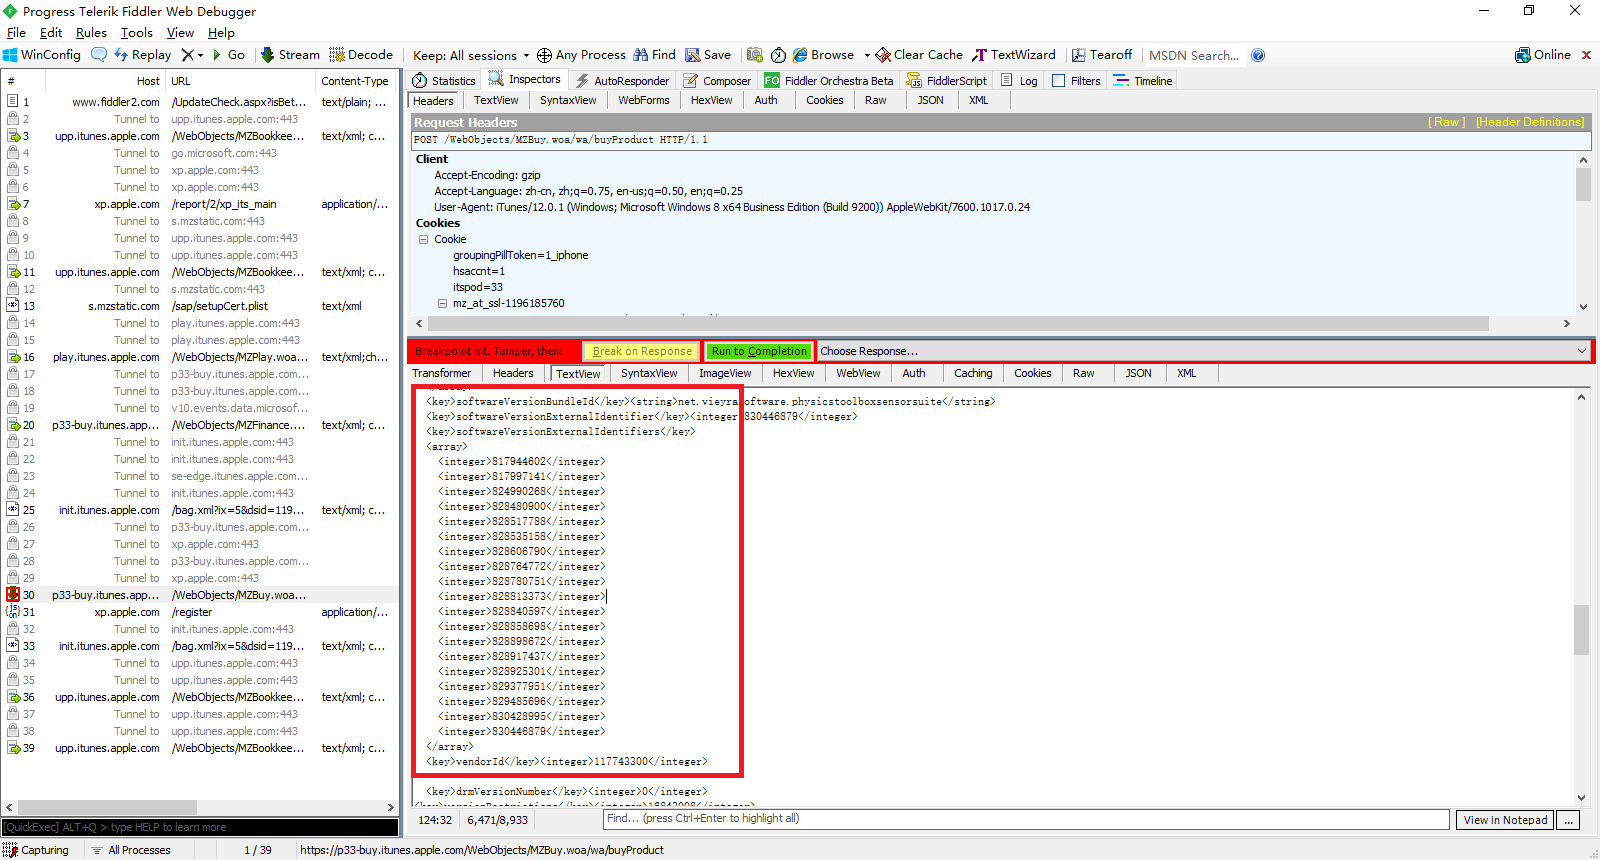 Progress Telerik Fiddler Web Debugger
File Edit Rules Tools View Help
WinConfig Replay Go Stream Decode Keep: All sessions Any Process Find Save Browse Clear Cache TextWizard Tearoff MSDN Search... Online
# Host URL Content-Type
1 www.fiddler2.com /UpdateCheck.aspx?isBet... text/plain; ...
2 Tunnel to upp.itunes.apple.com:443
3 upp.itunes.apple.com /WebObjects/MZBookkee... text/xml; c...
4 Tunnel to go.microsoft.com:443
5 Tunnel to xp.apple.com:443
6 Tunnel to xp.apple.com:443
7 xp.apple.com /report/2/xp_its_main application/...
8 Tunnel to s.mzstatic.com:443
9 Tunnel to upp.itunes.apple.com:443
10 Tunnel to upp.itunes.apple.com:443
11 upp.itunes.apple.com /WebObjects/MZBookkee... text/xml; c...
12 Tunnel to s.mzstatic.com:443
13 s.mzstatic.com /sap/setupCert.plist text/xml
14 Tunnel to play.itunes.apple.com:443
15 Tunnel to play.itunes.apple.com:443
16 play.itunes.apple.com /WebObjects/MZPlay.woa... text/xml;ch...
17 Tunnel to p33-buy.itunes.apple.com...
18 Tunnel to p33-buy.itunes.apple.com...
19 Tunnel to v10.events.data.microsof...
20 p33-buy.itunes.app... /WebObjects/MZFinance.... text/xml; c...
21 Tunnel to init.itunes.apple.com:443
22 Tunnel to init.itunes.apple.com:443
23 Tunnel to se-edge.itunes.apple.com...
24 Tunnel to init.itunes.apple.com:443
25 init.itunes.apple.com /bag.xml?ix=5&dsid=119... text/xml; c...
26 Tunnel to p33-buy.itunes.apple.com...
27 Tunnel to xp.apple.com:443
28 Tunnel to p33-buy.itunes.apple.com...
29 Tunnel to xp.apple.com:443
30 p33-buy.itunes.app... /WebObjects/MZBuy.woa...
31 xp.apple.com /register application/...
32 Tunnel to init.itunes.apple.com:443
33 init.itunes.apple.com /bag.xml?ix=5&dsid=119... text/xml; c...
34 Tunnel to upp.itunes.apple.com:443
35 Tunnel to upp.itunes.apple.com:443
36 upp.itunes.apple.com /WebObjects/MZBookkee... text/xml; c...
37 Tunnel to upp.itunes.apple.com:443
38 Tunnel to upp.itunes.apple.com:443
39 upp.itunes.apple.com /WebObjects/MZBookkee... text/xml; c...
[QuickExec] ALT+Q > type HELP to learn more
Statistics Inspectors AutoResponder Composer FO Fiddler Orchestra Beta FiddlerScript Log Filters Timeline
Headers TextView SyntaxView WebForms HexView Auth Cookies Raw JSON XML
Request Headers [ Raw ] [Header Definitions]
POST /WebObjects/MZBuy.woa/wa/buyProduct HTTP/1.1
Client
Accept-Encoding: gzip
Accept-Language: zh-cn, zh;q=0.75, en-us;q=0.50, en;q=0.25
User-Agent: iTunes/12.0.1 (Windows; Microsoft Windows 8 x64 Business Edition (Build 9200)) AppleWebKit/7600.1017.0.24
Cookies
Cookie
groupingPillToken=1_iphone
hsaccnt=1
itspod=33
mz_at_ssl-1196185760
Breakpoint hit. Tamper, then: Break on Response Run to Completion Choose Response...
Transformer Headers TextView SyntaxView ImageView HexView WebView Auth Caching Cookies Raw JSON XML
<key>softwareVersionBundleId</key><string>net.vieyrasoftware.physicstoolboxsensorsuite</string>
<key>softwareVersionExternalIdentifier</key><integer>830446879</integer>
<key>softwareVersionExternalIdentifiers</key>
<array>
<integer>817944602</integer>
<integer>817997141</integer>
<integer>824990268</integer>
<integer>828480900</integer>
<integer>828517788</integer>
<integer>828535158</integer>
<integer>828606790</integer>
<integer>828764772</integer>
<integer>828780751</integer>
<integer>828813373</integer>
<integer>828840597</integer>
<integer>828858698</integer>
<integer>828898672</integer>
<integer>828917437</integer>
<integer>828925301</integer>
<integer>829377951</integer>
<integer>829485696</integer>
<integer>830428995</integer>
<integer>830446879</integer>
</array>
<key>vendorId</key><integer>117743300</integer>
<key>drmVersionNumber</key><integer>0</integer>
124:32 6,471/8,933 Find... (press Ctrl+Enter to highlight all) View in Notepad ...
Capturing All Processes 1 / 39 https://p33-buy.itunes.apple.com/WebObjects/MZBuy.woa/wa/buyProduct